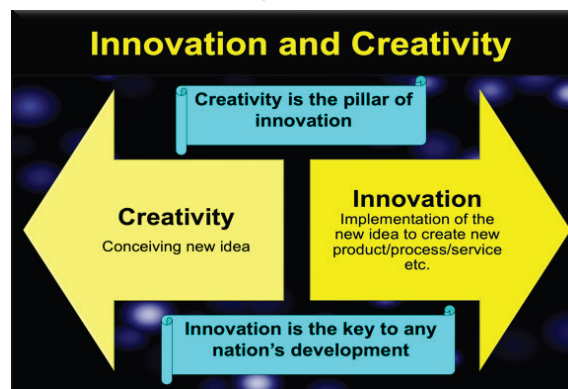 Innovation and Creativity
Creativity is the pillar of
innovation
Creativity
Conceiving new idea
Innovation
Implementation of the
new idea to create new
product/process/service
etc.
Innovation is the key to any
nation's development